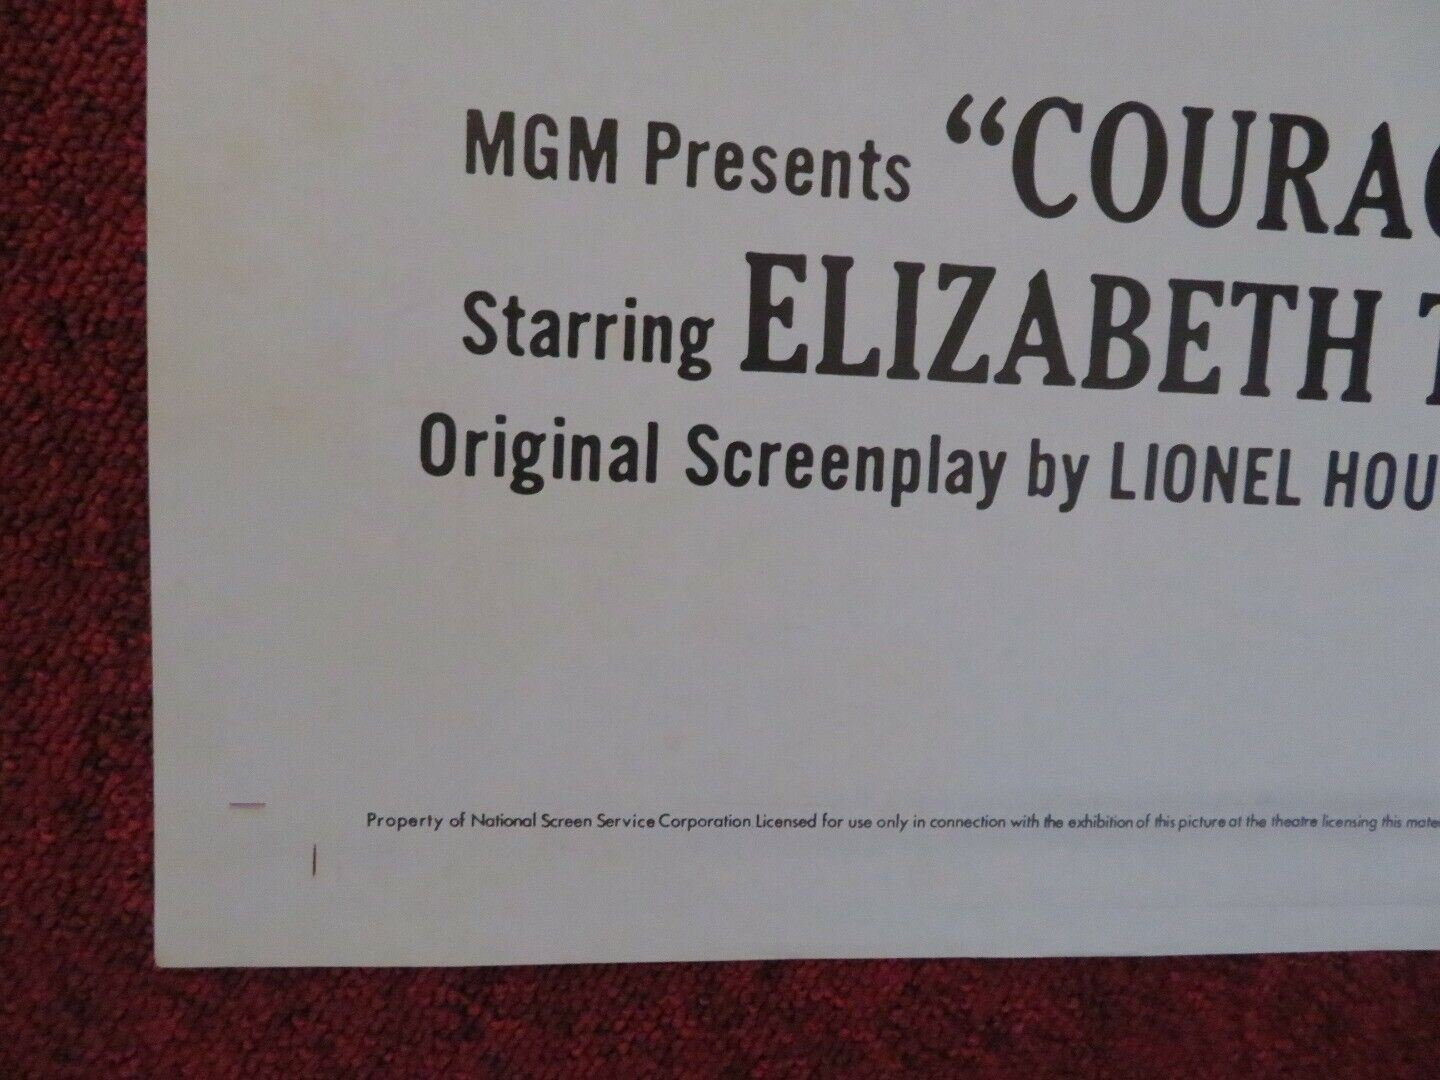 MGM Presents “COURAG
Starring ELIZABETH T
Original Screenplay by LIONEL HOU
Property of National Screen Service Corporation Licensed for use only in connection with the exhibition of this picture at the theatre licensing this mate